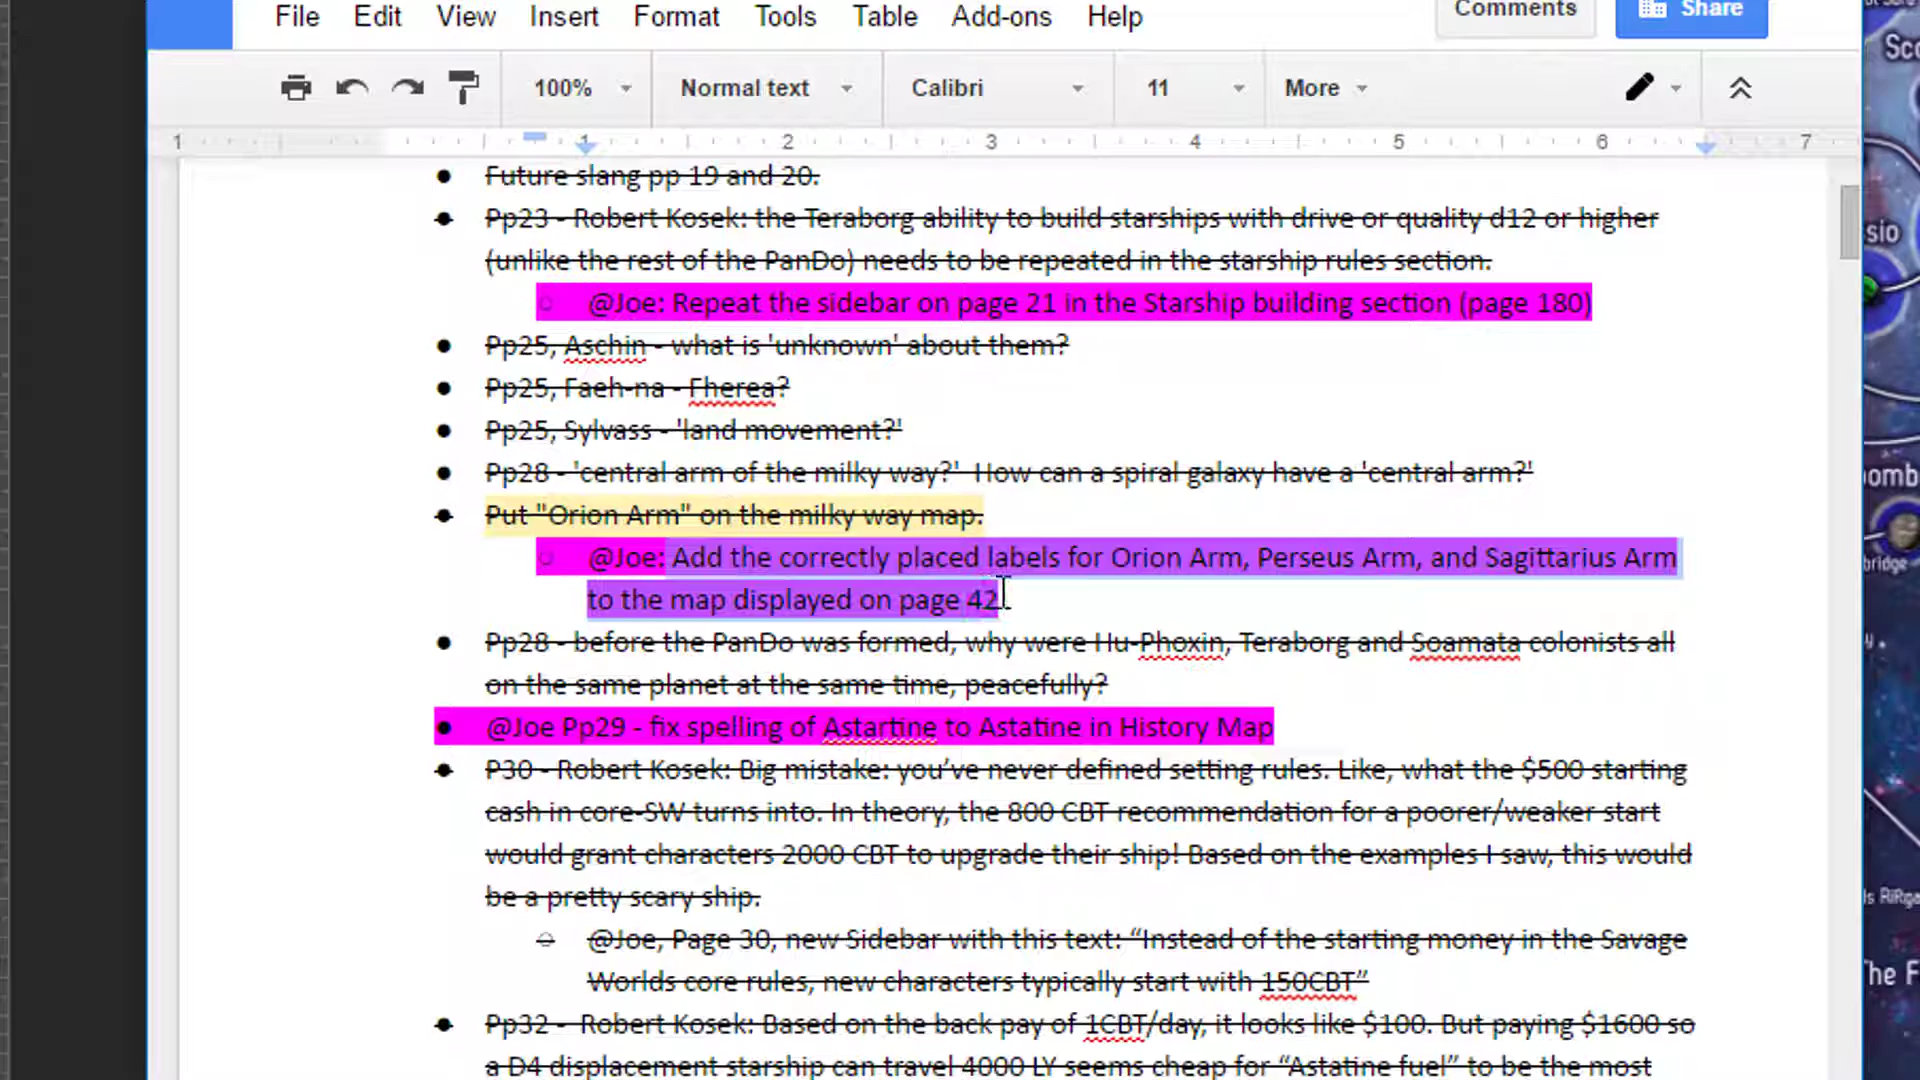 File Edit View Insert Format Tools Table Add-ons Help Comments Share
100% Normal text Calibri 11 More
1 1 2 3 4 5 6 7
Future slang pp 19 and 20.
Pp23 - Robert Kosek: the Teraborg ability to build starships with drive or quality d12 or higher
(unlike the rest of the PanDo) needs to be repeated in the starship rules section.
@Joe: Repeat the sidebar on page 21 in the Starship building section (page 180)
Pp25, Aschin - what is 'unknown' about them?
Pp25, Faeh-na - Fherea?
Pp25, Sylvass - 'land movement?'
Pp28 - 'central arm of the milky way?' How can a spiral galaxy have a 'central arm?'
Put "Orion Arm" on the milky way map.
@Joe: Add the correctly placed labels for Orion Arm, Perseus Arm, and Sagittarius Arm
to the map displayed on page 42
Pp28 - before the PanDo was formed, why were Hu-Phoxin, Teraborg and Soamata colonists all
on the same planet at the same time, peacefully?
@Joe Pp29 - fix spelling of Astartine to Astatine in History Map
P30 - Robert Kosek: Big mistake: you’ve never defined setting rules. Like, what the $500 starting
cash in core-SW turns into. In theory, the 800 CBT recommendation for a poorer/weaker start
would grant characters 2000 CBT to upgrade their ship! Based on the examples I saw, this would
be a pretty scary ship.
@Joe, Page 30, new Sidebar with this text: “Instead of the starting money in the Savage
Worlds core rules, new characters typically start with 150CBT”
Pp32 - Robert Kosek: Based on the back pay of 1CBT/day, it looks like $100. But paying $1600 so
a D4 displacement starship can travel 4000 LY seems cheap for “Astatine fuel” to be the most